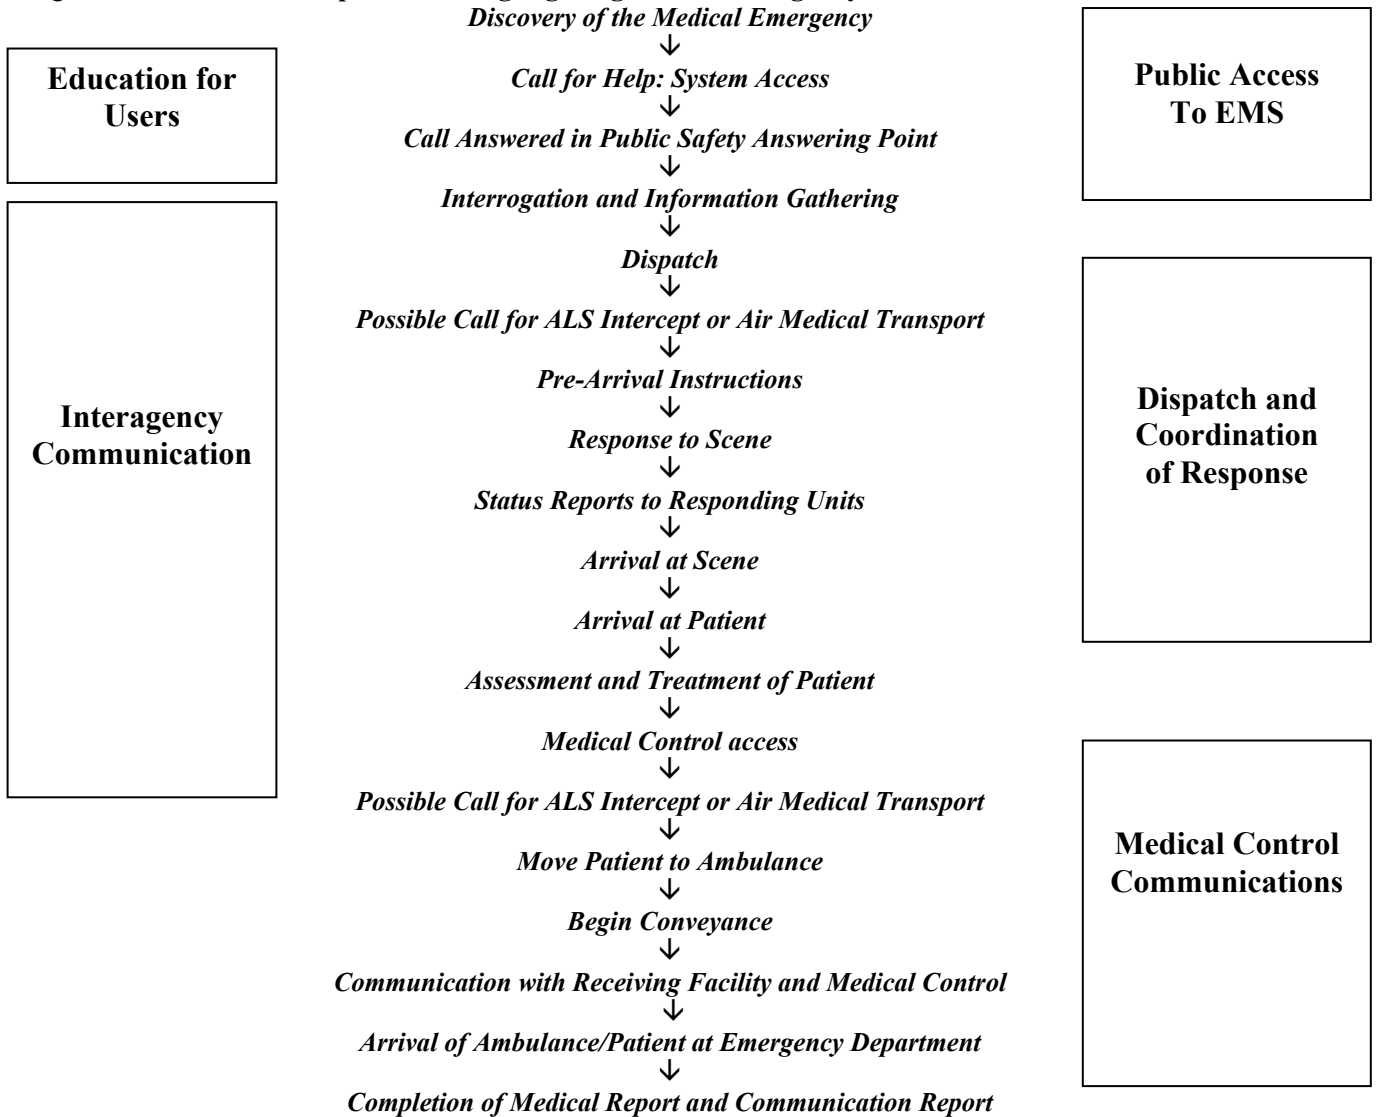 Discovery of the Medical Emergency
↓
Education for
Users
Public Access
To EMS
Call for Help: System Access
↓
Call Answered in Public Safety Answering Point
↓
Interrogation and Information Gathering
↓
Dispatch
↓
Possible Call for ALS Intercept or Air Medical Transport
↓
Pre-Arrival Instructions
↓
Interagency
Communication
Dispatch and
Coordination
of Response
Response to Scene
↓
Status Reports to Responding Units
↓
Arrival at Scene
↓
Arrival at Patient
↓
Assessment and Treatment of Patient
↓
Medical Control access
↓
Possible Call for ALS Intercept or Air Medical Transport
↓
Medical Control
Communications
Move Patient to Ambulance
↓
Begin Conveyance
↓
Communication with Receiving Facility and Medical Control
↓
Arrival of Ambulance/Patient at Emergency Department
↓
Completion of Medical Report and Communication Report